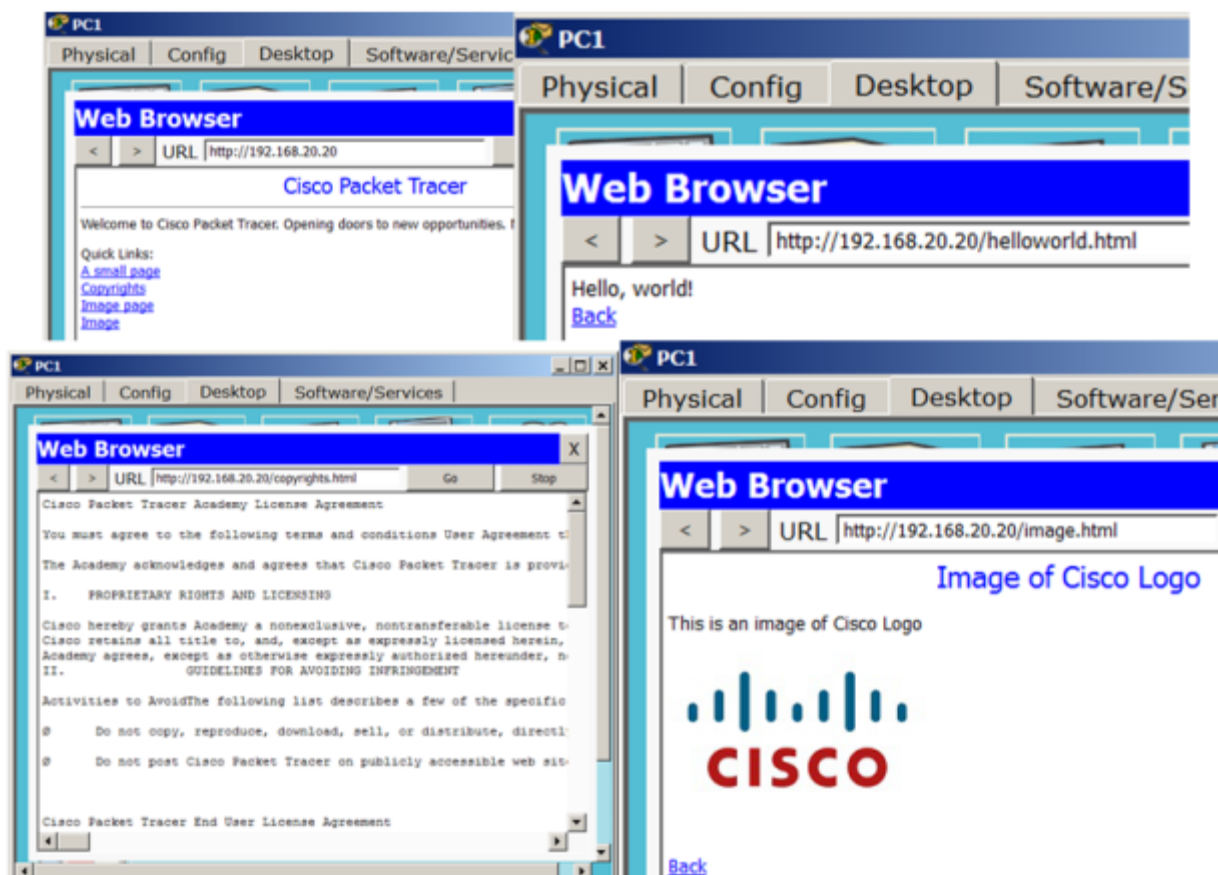 PC1
Physical Config Desktop Software/Servic
Web Browser
< > URL http://192.168.20.20
Cisco Packet Tracer
Welcome to Cisco Packet Tracer. Opening doors to new opportunities.
Quick Links:
A small page
Copyrights
Image page
Image
PC1
Physical Config Desktop Software/S
Web Browser
< > URL http://192.168.20.20/helloworld.html
Hello, world!
Back
PC1
Physical Config Desktop Software/Services
Web Browser X
< > URL http://192.168.20.20/copyrights.html Go Stop
Cisco Packet Tracer Academy License Agreement
You must agree to the following terms and conditions User Agreement t
The Academy acknowledges and agrees that Cisco Packet Tracer is provi
I. PROPRIETARY RIGHTS AND LICENSING
Cisco hereby grants Academy a nonexclusive, nontransferable license t
Cisco retains all title to, and, except as expressly licensed herein,
Academy agrees, except as otherwise expressly authorized hereunder, n
II. GUIDELINES FOR AVOIDING INFRINGEMENT
Activities to AvoidThe following list describes a few of the specific
Ø Do not copy, reproduce, download, sell, or distribute, directl
Ø Do not post Cisco Packet Tracer on publicly accessible web sit
Cisco Packet Tracer End User License Agreement
PC1
Physical Config Desktop Software/Ser
Web Browser
< > URL http://192.168.20.20/image.html
Image of Cisco Logo
This is an image of Cisco Logo
CISCO
Back